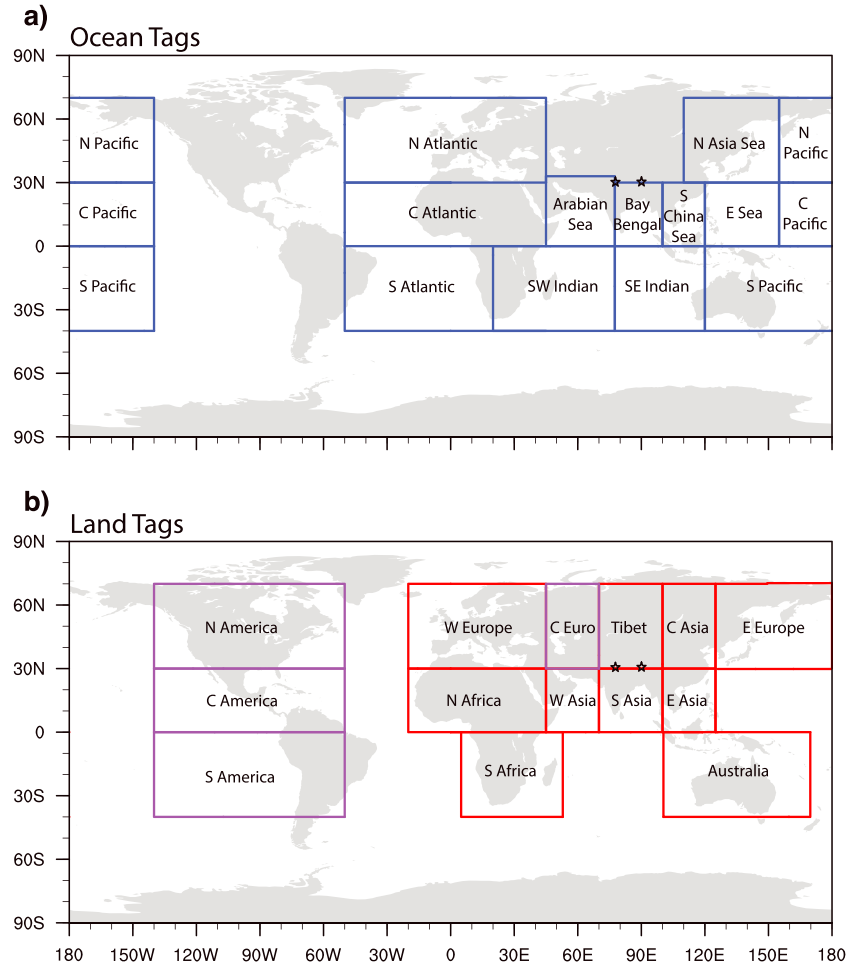 a)
Ocean Tags
90N
60N
30N
0
30S
60S
90S
N Pacific
C Pacific
S Pacific
N Atlantic
C Atlantic
S Atlantic
Arabian
Sea
Bay
Bengal
S
China
Sea
N Asia Sea
E Sea
N
Pacific
C
Pacific
SW Indian
SE Indian
S Pacific
b)
Land Tags
90N
60N
30N
0
30S
60S
90S
N America
C America
S America
W Europe
C Euro
Tibet
C Asia
E Europe
N Africa
W Asia
S Asia
E Asia
S Africa
Australia
180 150W 120W 90W 60W 30W 0 30E 60E 90E 120E 150E 180